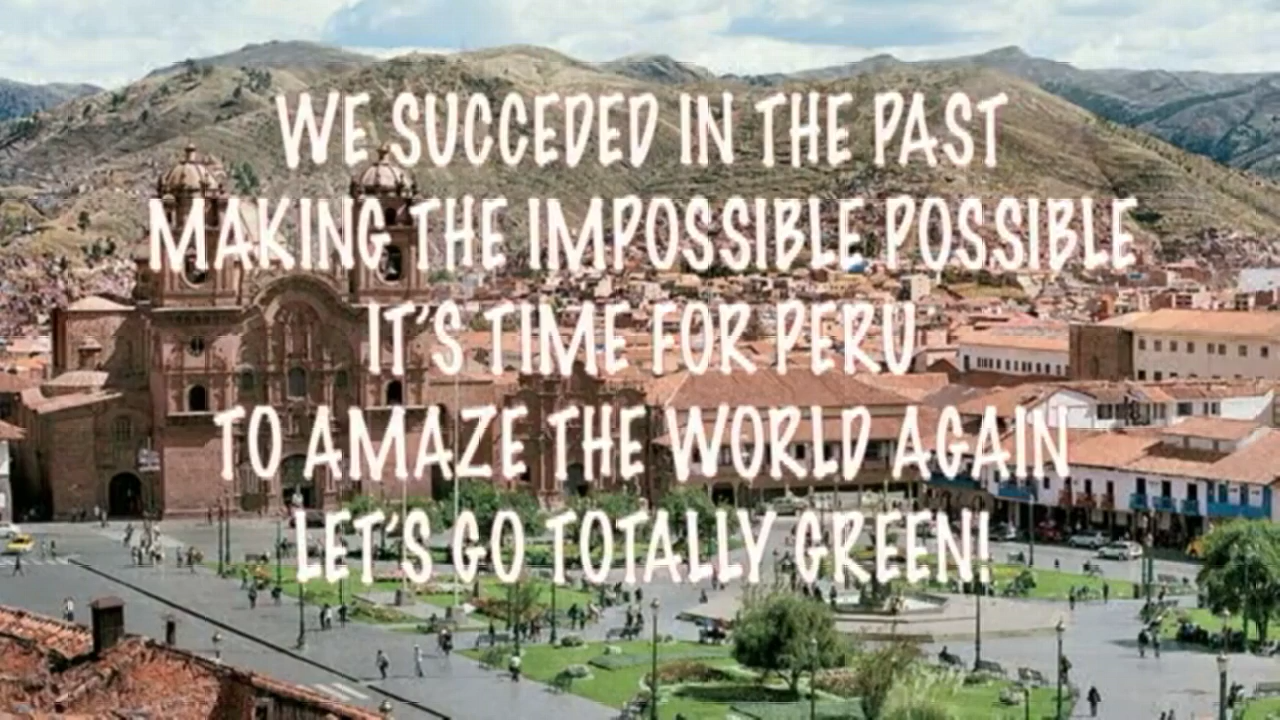 WE SUCCEDED IN THE PAST
MAKING THE IMPOSSIBLE POSSIBLE
IT'S TIME FOR PERU
TO AMAZE THE WORLD AGAIN
LET'S GO TOTALLY GREEN!